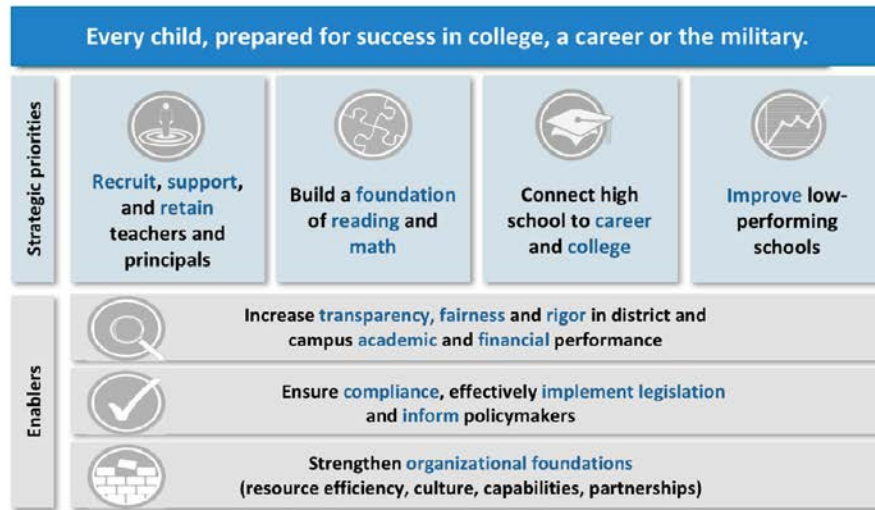 Every child, prepared for success in college, a career or the military.
Strategic priorities
Recruit, support,
and retain
teachers and
principals
Build a foundation
of reading and
math
Connect high
school to career
and college
Improve low-
performing
schools
Enablers
Increase transparency, fairness and rigor in district and
campus academic and financial performance
Ensure compliance, effectively implement legislation
and inform policymakers
Strengthen organizational foundations
(resource efficiency, culture, capabilities, partnerships)